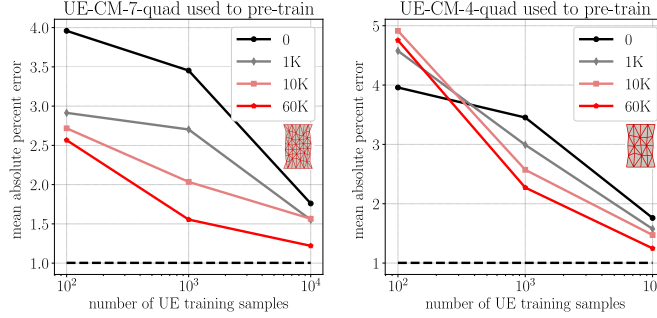 UE-CM-7-quad used to pre-train
mean absolute percent error
4.0
3.5
3.0
2.5
2.0
1.5
1.0
0
1K
10K
60K
10² 10³ 10⁴
number of UE training samples
UE-CM-4-quad used to pre-train
mean absolute percent error
5
4
3
2
1
0
1K
10K
60K
10² 10³ 10
number of UE training samples